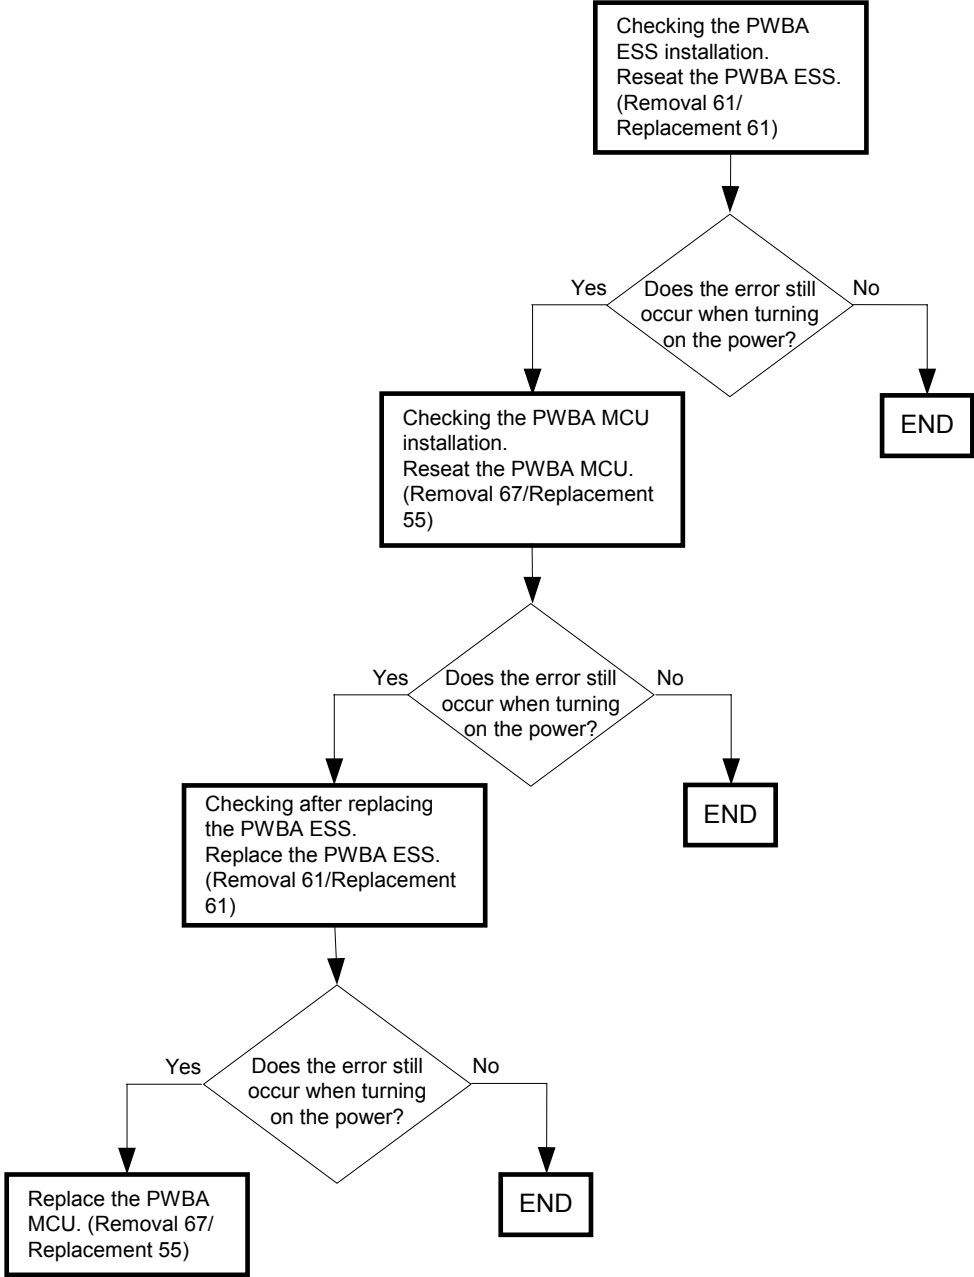 Checking the PWBA
ESS installation.
Reseat the PWBA ESS.
(Removal 61/
Replacement 61)
Yes
Does the error still
occur when turning
on the power?
No
END
Checking the PWBA MCU
installation.
Reseat the PWBA MCU.
(Removal 67/Replacement
55)
Yes
Does the error still
occur when turning
on the power?
No
END
Checking after replacing
the PWBA ESS.
Replace the PWBA ESS.
(Removal 61/Replacement
61)
Yes
Does the error still
occur when turning
on the power?
No
END
Replace the PWBA
MCU. (Removal 67/
Replacement 55)